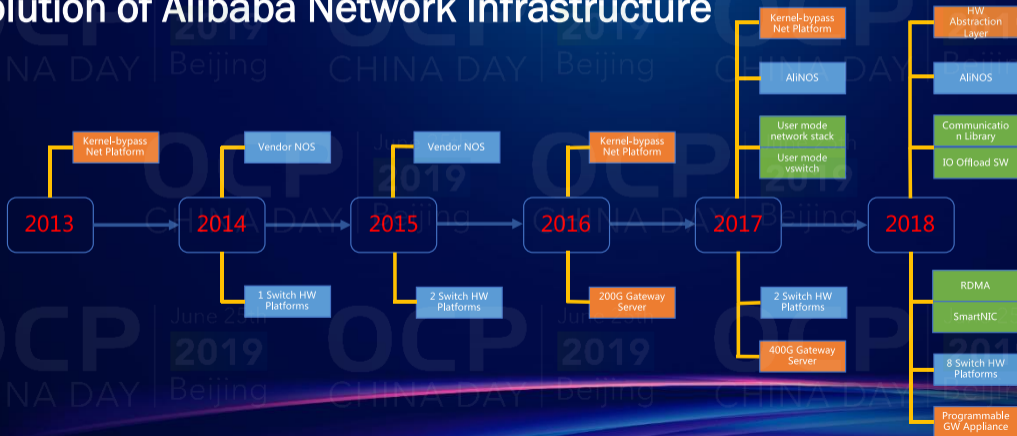 olution of Alibaba Network Infrastructure
Kernel-bypass
Net Platform
Vendor NOS
Vendor NOS
Kernel-bypass
Net Platform
Kernel-bypass
Net Platform
AliNOS
User mode
network stack
User mode
vswitch
HW
Abstraction
Layer
AliNOS
Communicatio
n Library
IO Offload SW
2013
2014
2015
2016
2017
2018
1 Switch HW
Platforms
2 Switch HW
Platforms
200G Gateway
Server
2 Switch HW
Platforms
400G Gateway
Server
RDMA
SmartNIC
8 Switch HW
Platforms
Programmable
GW Appliance
OCP
CHINA DAY
June 25th
2019
Beijing